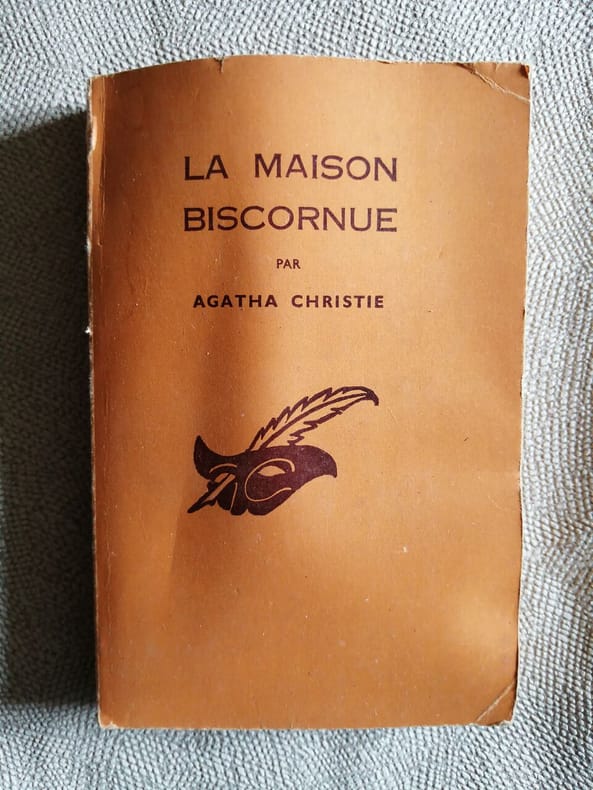 LA MAISON
BISCORNUE
PAR
AGATHA CHRISTIE